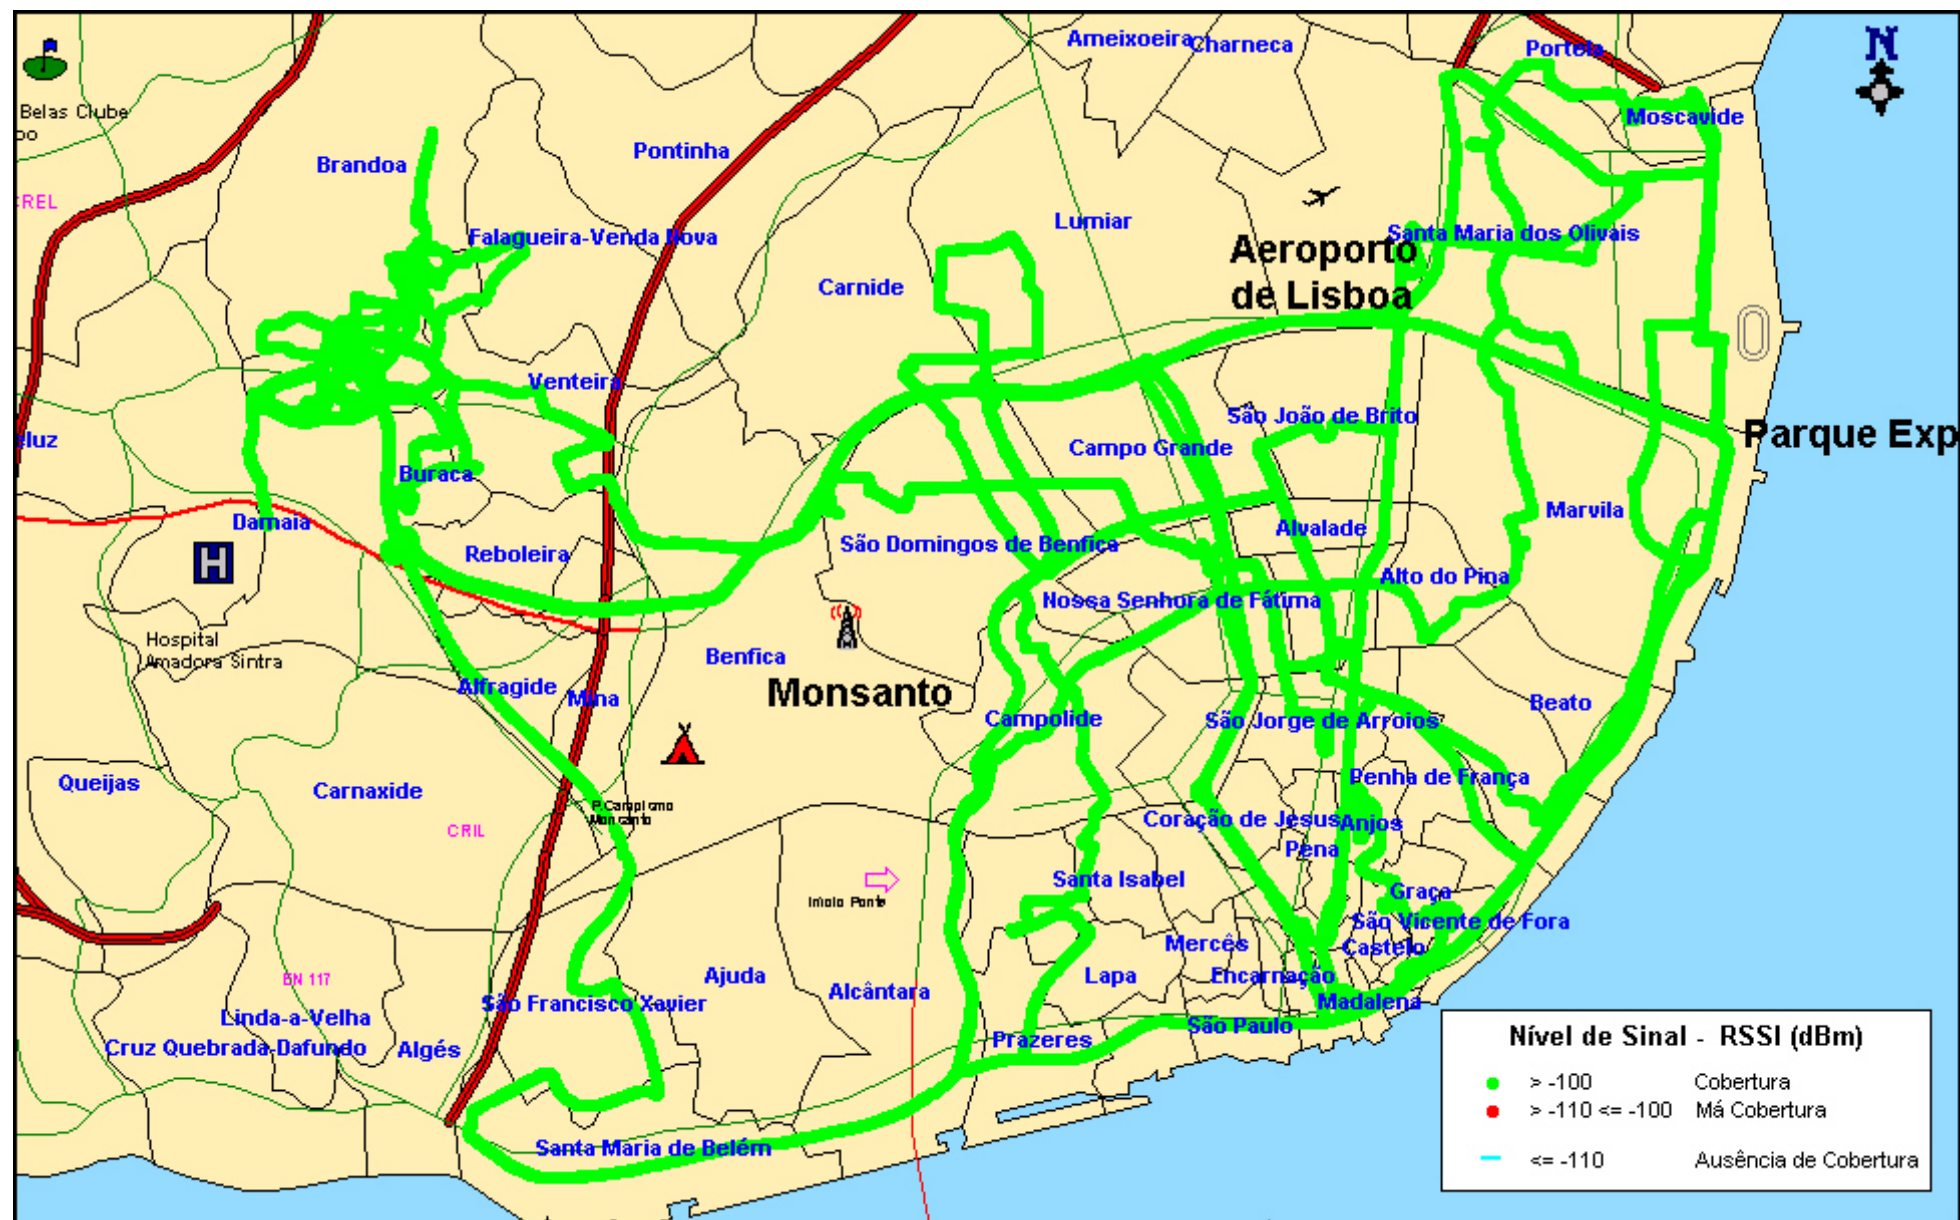 Ameixoeira
Charneca
Portela
N
Belas Clube
Moscavide
Brandoa
Pontinha
CREL
Lumiar
Falagueira-Venda Nova
Santa Maria dos Olivais
Aeroporto
de Lisboa
Carnide
Venteira
São João de Brito
eluz
Campo Grande
Parque Exp
Buraca
Marvila
Damaia
Alvalade
São Domingos de Benfica
Reboleira
H
Alto do Pina
Nossa Senhora de Fátima
Hospital
Amadora Sintra
Benfica
Alfragide
Mina
Monsanto
Campolide
São Jorge de Arroios
Beato
Queijas
Carnaxide
Penha de França
P.Campismo
Monsanto
CRIL
Coração de Jesus
Anjos
Pena
Santa Isabel
Graça
Inicio Ponte
São Vicente de Fora
Mercês
Castelo
EN 117
Ajuda
Alcântara
Lapa
Encarnação
São Francisco Xavier
Madalena
Linda-a-Velha
São Paulo
Cruz Quebrada-Dafundo
Algés
Prazeres
Santa Maria de Belém
Nível de Sinal - RSSI (dBm)
> -100 Cobertura
> -110 <= -100 Má Cobertura
<= -110 Ausência de Cobertura